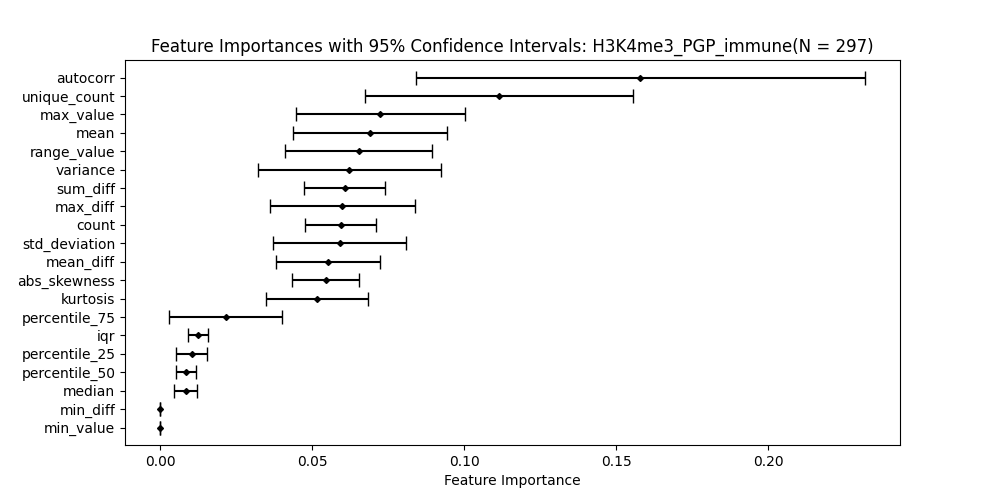 Feature Importances with 95% Confidence Intervals: H3K4me3_PGP_immune(N = 297)
autocorr
unique_count
max_value
mean
range_value
variance
sum_diff
max_diff
count
std_deviation
mean_diff
abs_skewness
kurtosis
percentile_75
iqr
percentile_25
percentile_50
median
min_diff
min_value
0.00 0.05 0.10 0.15 0.20
Feature Importance